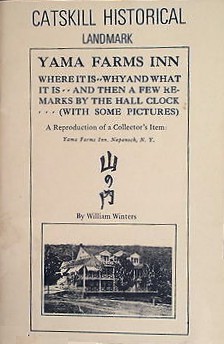 CATSKILL HISTORICAL
LANDMARK
YAMA FARMS INN
WHERE IT IS··WHY AND WHAT
IT IS··AND THEN A FEW RE-
MARKS BY THE HALL CLOCK
··· (WITH SOME PICTURES)
A Reproduction of a Collector's Item:
Yama Farms Inn, Napanoch, N. Y.
山
の
内
By William Winters